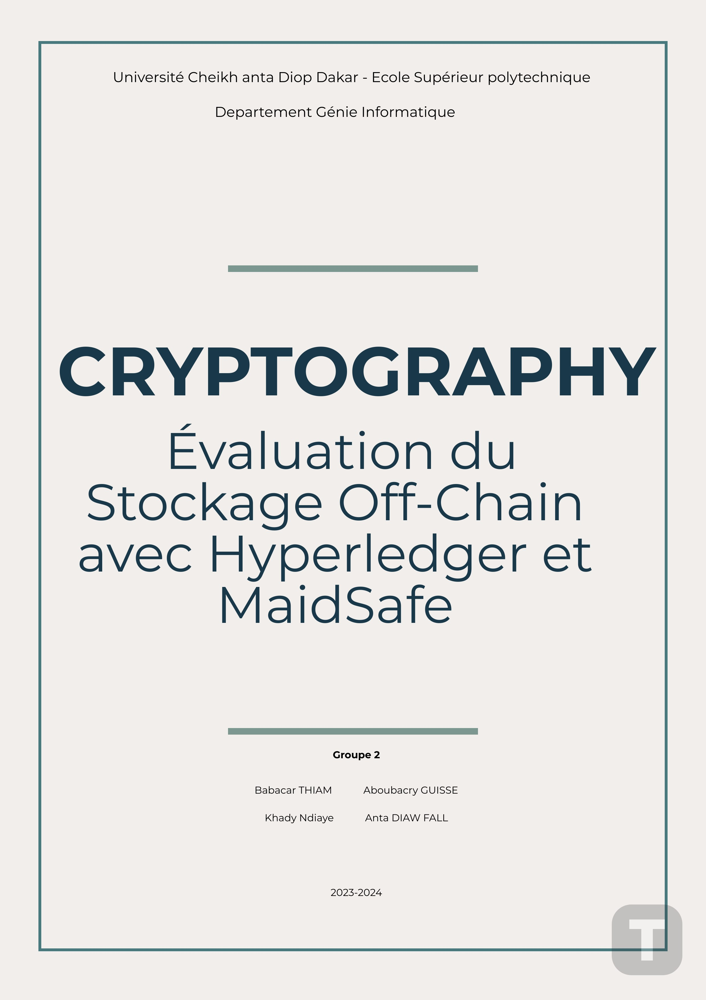 Université Cheikh anta Diop Dakar - Ecole Supérieur polytechnique
Departement Génie Informatique
CRYPTOGRAPHY
Évaluation du
Stockage Off-Chain
avec Hyperledger et
MaidSafe
Groupe 2
Babacar THIAM Aboubacry GUISSE
Khady Ndiaye Anta DIAW FALL
2023-2024
T